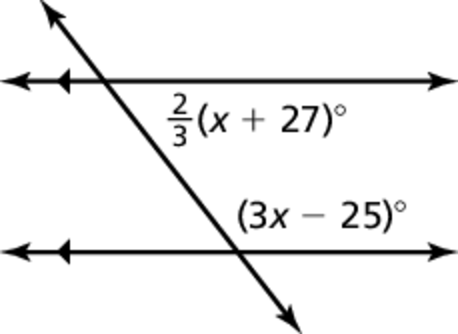 2/3(x + 27)°
(3x − 25)°